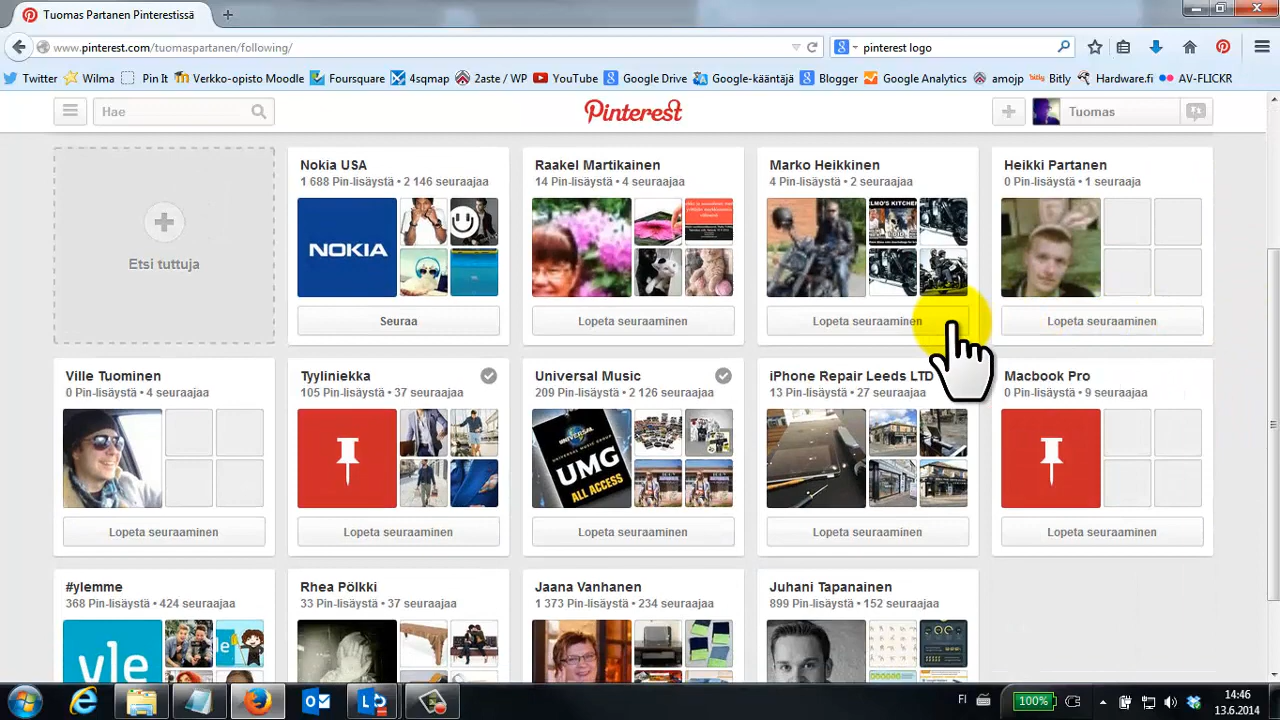 Tuomas Partanen Pinterestissä
www.pinterest.com/tuomaspartanen/following/
pinterest logo
Twitter Wilma Pin It Verkko-opisto Moodle Foursquare 4sqmap 2aste / WP YouTube Google Drive Google-kääntäjä Blogger Google Analytics amojp bitly Bitly Hardware.fi AV-FLICKR
Hae
Pinterest
Tuomas
Etsi tuttuja
Nokia USA
1 688 Pin-lisäystä • 2 146 seuraajaa
NOKIA
Seuraa
Raakel Martikainen
14 Pin-lisäystä • 4 seuraajaa
Lopeta seuraaminen
Marko Heikkinen
4 Pin-lisäystä • 2 seuraajaa
Lopeta seuraaminen
Heikki Partanen
0 Pin-lisäystä • 1 seuraaja
Lopeta seuraaminen
Ville Tuominen
0 Pin-lisäystä • 4 seuraajaa
Lopeta seuraaminen
Tyyliniekka
105 Pin-lisäystä • 37 seuraajaa
Lopeta seuraaminen
Universal Music
209 Pin-lisäystä • 2 126 seuraajaa
UMG
ALL ACCESS
Lopeta seuraaminen
iPhone Repair Leeds LTD
13 Pin-lisäystä • 27 seuraajaa
Lopeta seuraaminen
Macbook Pro
0 Pin-lisäystä • 9 seuraajaa
Lopeta seuraaminen
#ylemme
368 Pin-lisäystä • 424 seuraajaa
yle
Rhea Pölkki
33 Pin-lisäystä • 37 seuraajaa
Jaana Vanhanen
1 373 Pin-lisäystä • 234 seuraajaa
Juhani Tapanainen
899 Pin-lisäystä • 152 seuraajaa
FI
100%
14:46
13.6.2014